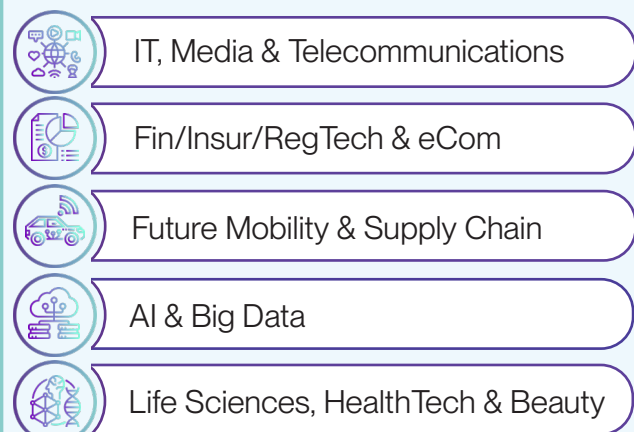 IT, Media & Telecommunications
Fin/Insur/RegTech & eCom
Future Mobility & Supply Chain
AI & Big Data
Life Sciences, HealthTech & Beauty